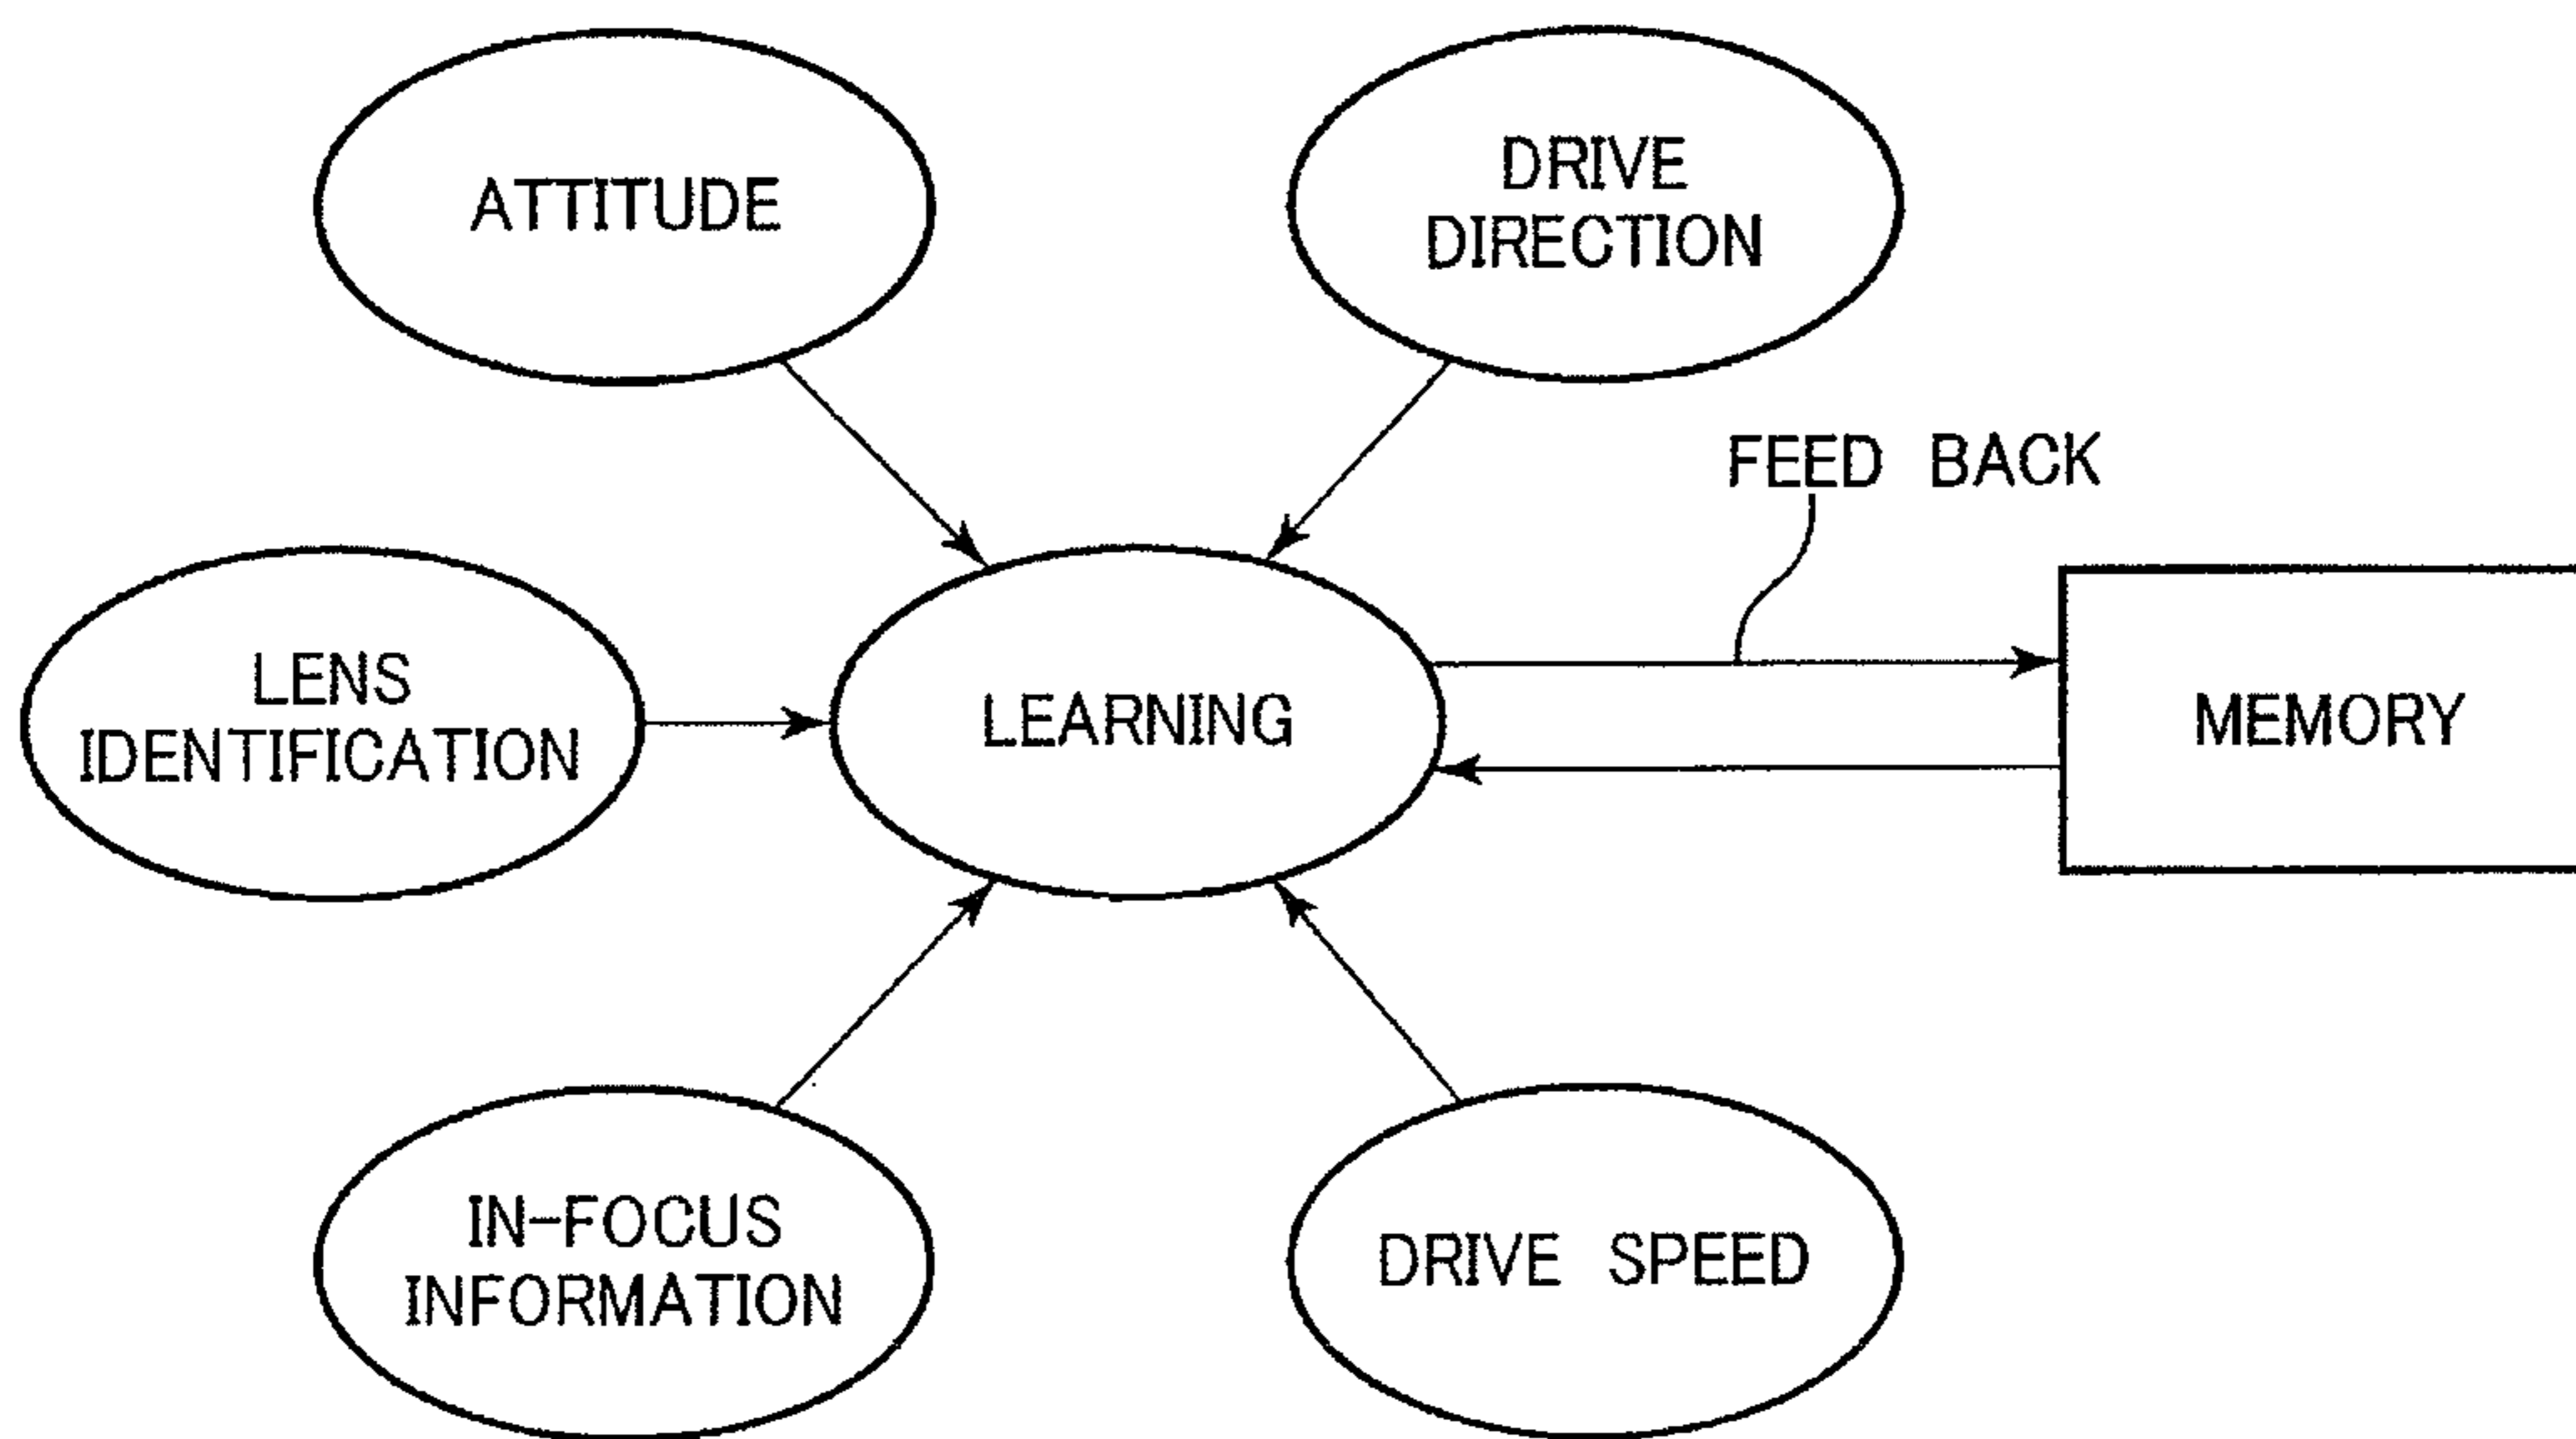 ATTITUDE
DRIVE
DIRECTION
FEED BACK
LENS
IDENTIFICATION
LEARNING
MEMORY
IN-FOCUS
INFORMATION
DRIVE SPEED